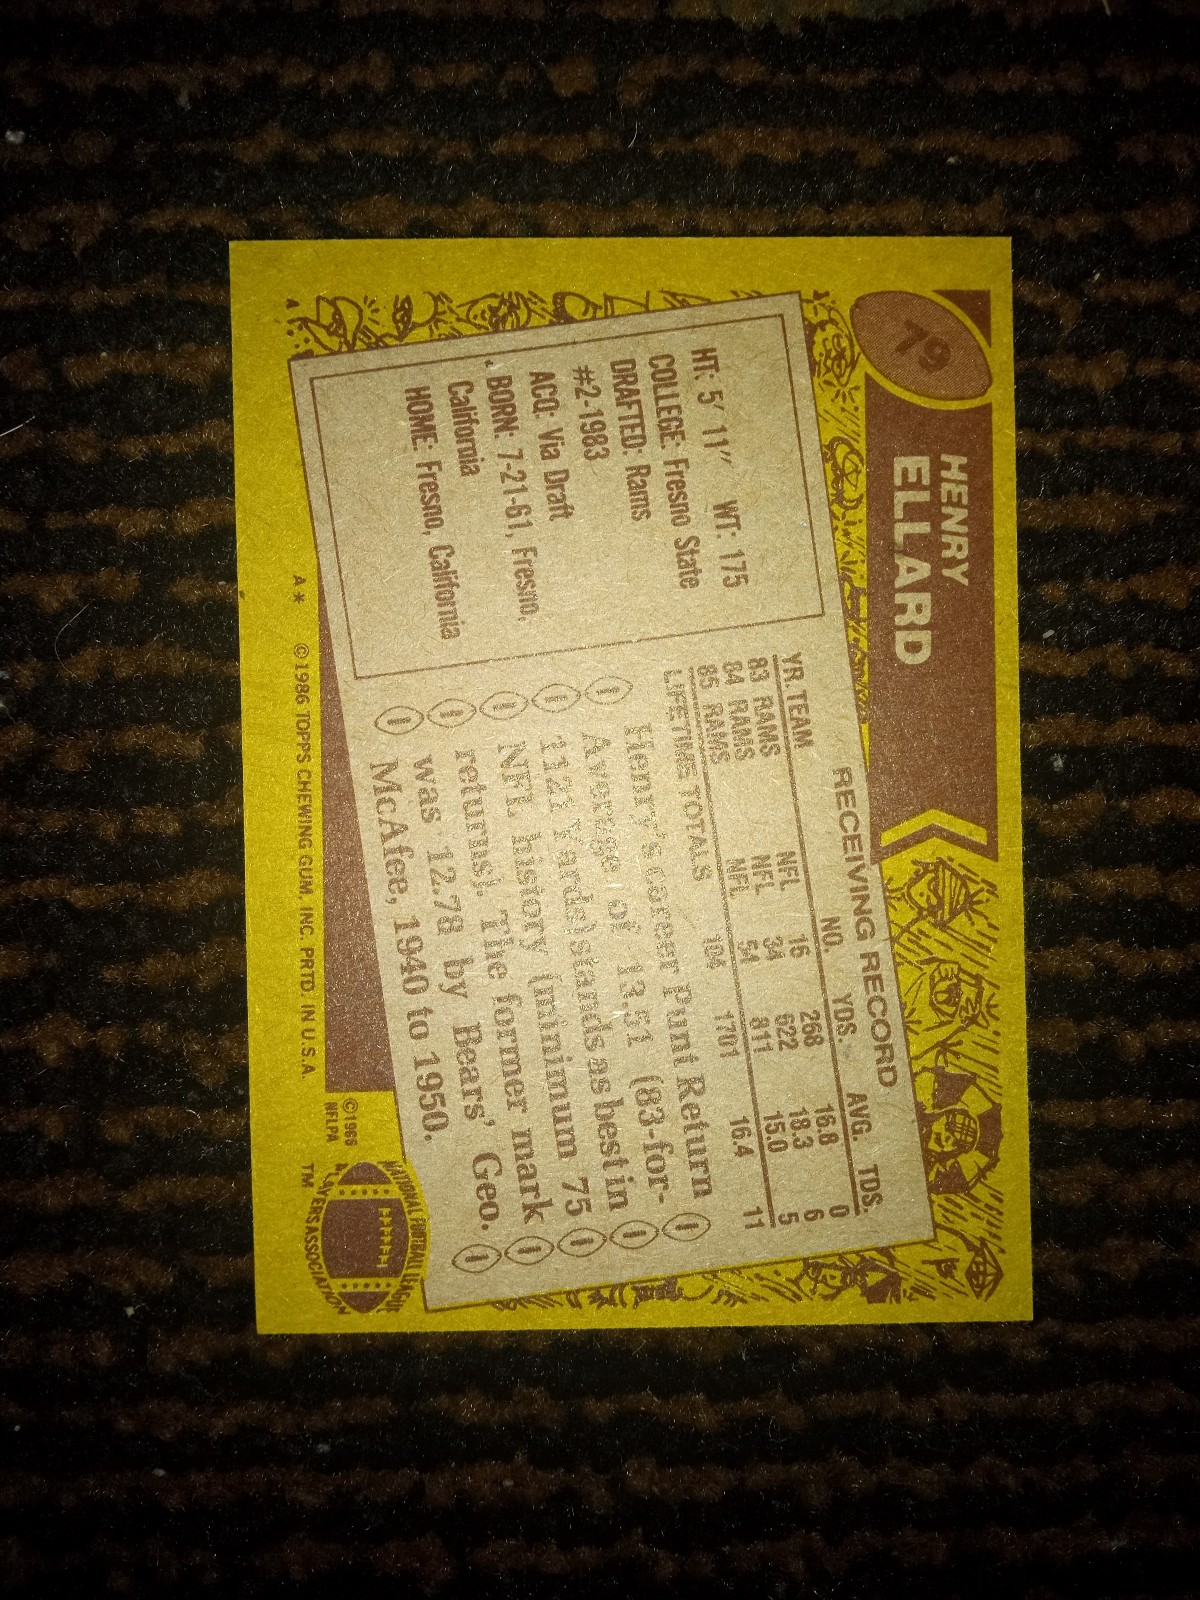 79
HENRY
ELLARD
HT: 5' 11" WT: 175
COLLEGE: Fresno State
DRAFTED: Rams
#2-1983
ACQ: Via Draft
BORN: 7-21-61, Fresno,
California
HOME: Fresno, California
RECEIVING RECORD
YR. TEAM NO. YDS. AVG. TDS.
83 RAMS NFL 16 268 16.8 0
84 RAMS NFL 34 622 18.3 6
85 RAMS NFL 54 811 15.0 5
LIFETIME TOTALS 104 1701 16.4 11
Henry's career Punt Return
Average of 13.51 (83-for-
1121 Yards) stands as best in
NFL history (minimum 75
returns). The former mark
was 12.78 by Bears' Geo.
McAfee, 1940 to 1950.
©1986
NFLPA
NATIONAL FOOTBALL LEAGUE
PLAYERS ASSOCIATION
TM
A
A* ©1986 TOPPS CHEWING GUM, INC. PRTD. IN U.S.A.